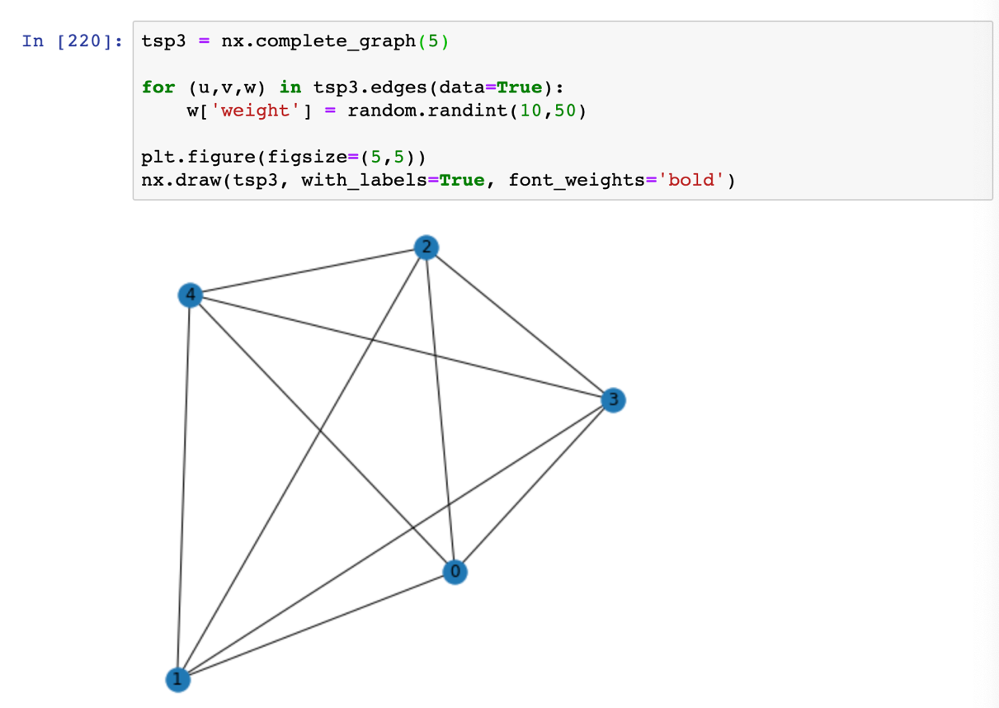 In [220]: tsp3 = nx.complete_graph(5)
for (u,v,w) in tsp3.edges(data=True):
    w['weight'] = random.randint(10,50)
plt.figure(figsize=(5,5))
nx.draw(tsp3, with_labels=True, font_weights='bold')
2
4
3
0
1